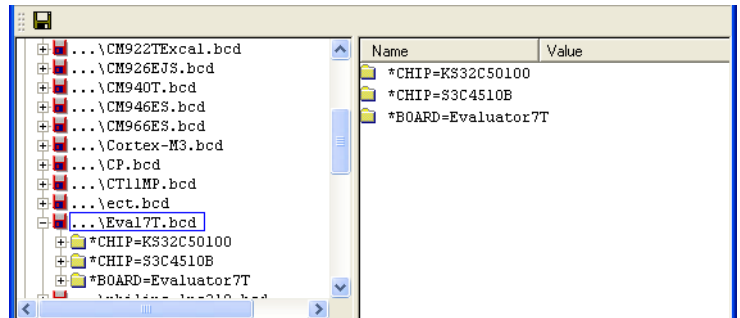 ...\CM922TExcal.bcd
...\CM926EJS.bcd
...\CM940T.bcd
...\CM946ES.bcd
...\CM966ES.bcd
...\Cortex-M3.bcd
...\CP.bcd
...\CT11MP.bcd
...\ect.bcd
...\Eval7T.bcd
*CHIP=KS32C50100
*CHIP=S3C4510B
*BOARD=Evaluator7T
Name Value
*CHIP=KS32C50100
*CHIP=S3C4510B
*BOARD=Evaluator7T